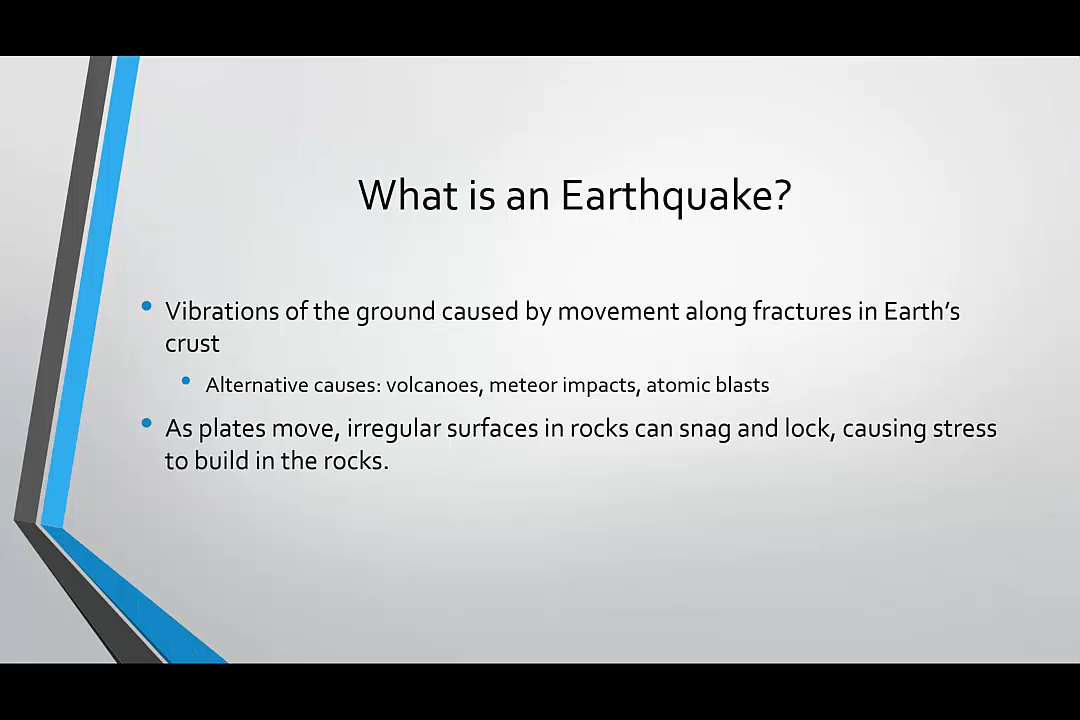 What is an Earthquake?
• Vibrations of the ground caused by movement along fractures in Earth’s
crust
• Alternative causes: volcanoes, meteor impacts, atomic blasts
• As plates move, irregular surfaces in rocks can snag and lock, causing stress
to build in the rocks.